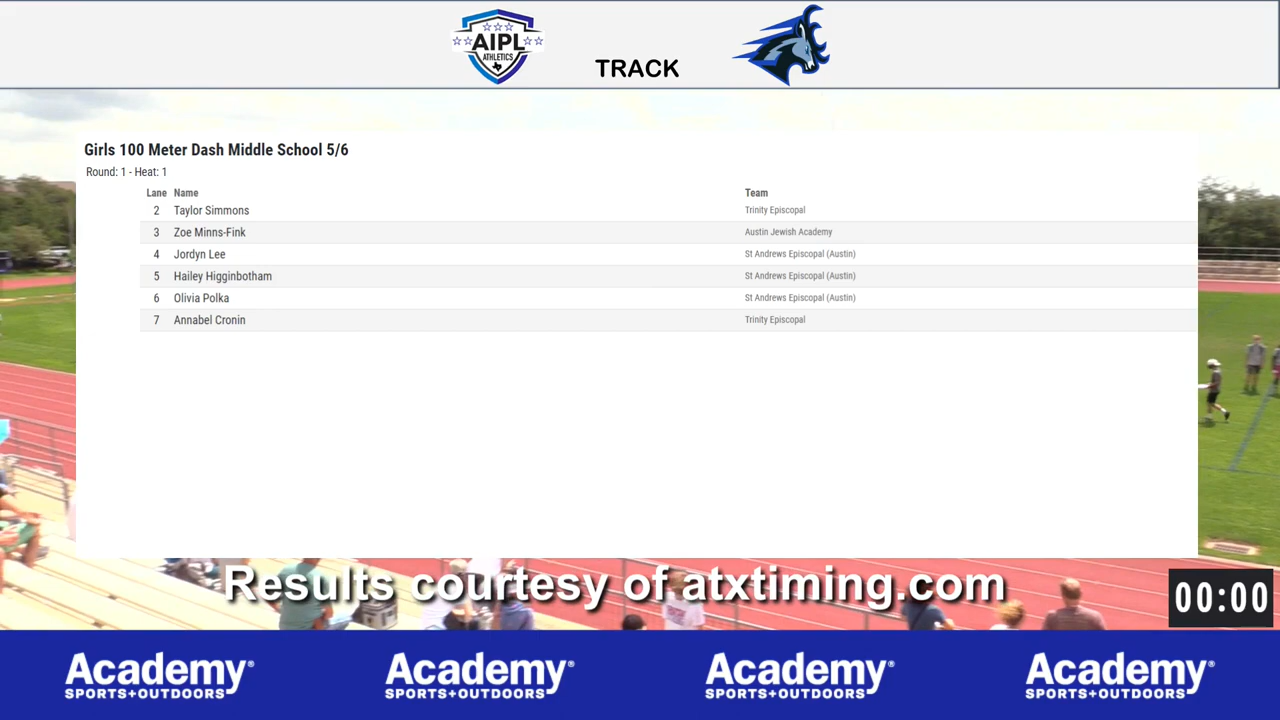 AIPL
ATHLETICS
TRACK
Girls 100 Meter Dash Middle School 5/6
Round: 1 - Heat: 1
Lane Name Team
2 Taylor Simmons Trinity Episcopal
3 Zoe Minns-Fink Austin Jewish Academy
4 Jordyn Lee St Andrews Episcopal (Austin)
5 Hailey Higginbotham St Andrews Episcopal (Austin)
6 Olivia Polka St Andrews Episcopal (Austin)
7 Annabel Cronin Trinity Episcopal
Results courtesy of atxtiming.com
00:00
Academy® Academy® Academy® Academy®
SPORTS+OUTDOORS SPORTS+OUTDOORS SPORTS+OUTDOORS SPORTS+OUTDOORS